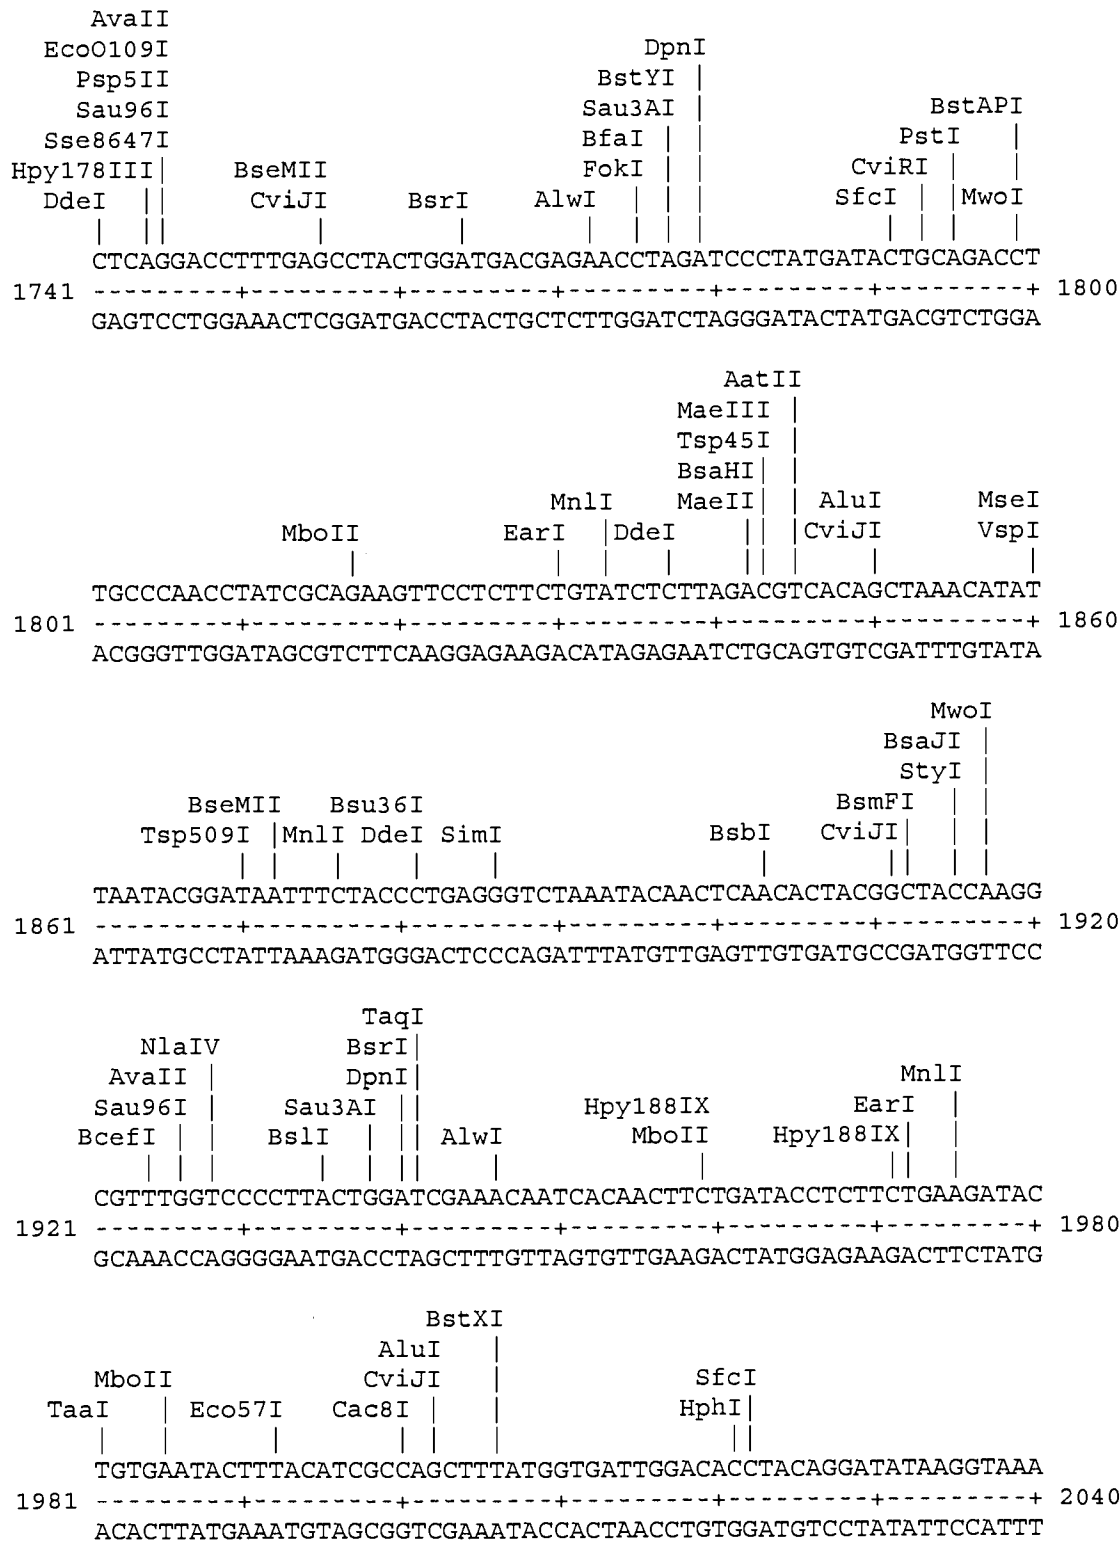 AvaII
EcoO109I
Psp5II
Sau96I
Sse8647I
Hpy178III
DdeI
BseMII
CviJI
BsrI
AlwI
DpnI
BstYI
Sau3AI
BfaI
FokI
BstAPI
PstI
CviRI
SfcI
MwoI
CTCAGGACCTTTGAGCCTACTGGATGACGAGAACCTAGATCCCTATGATACTGCAGACCT
1741 ---------+---------+---------+---------+---------+---------+ 1800
GAGTCCTGGAAACTCGGATGACCTACTGCTCTTGGATCTAGGGATACTATGACGTCTGGA
AatII
MaeIII
Tsp45I
BsaHI
MaeII
MnlI
AluI
MseI
MboII
EarI
DdeI
CviJI
VspI
TGCCCAACCTATCGCAGAAGTTCCTCTTCTGTATCTCTTAGACGTCACAGCTAAACATAT
1801 ---------+---------+---------+---------+---------+---------+ 1860
ACGGGTTGGATAGCGTCTTCAAGGAGAAGACATAGAGAATCTGCAGTGTCGATTTGTATA
MwoI
BsaJI
StyI
BseMII
Bsu36I
BsmFI
Tsp509I
MnlI
DdeI
SimI
BsbI
CviJI
TAATACGGATAATTTCTACCCTGAGGGTCTAAATACAACTCAACACTACGGCTACCAAGG
1861 ---------+---------+---------+---------+---------+---------+ 1920
ATTATGCCTATTAAAGATGGGACTCCCAGATTTATGTTGAGTTGTGATGCCGATGGTTCC
TaqI
NlaIV
BsrI
AvaII
DpnI
MnlI
Sau96I
Sau3AI
Hpy188IX
EarI
BcefI
BslI
AlwI
MboII
Hpy188IX
CGTTTGGTCCCCTTACTGGATCGAAACAATCACAACTTCTGATACCTCTTCTGAAGATAC
1921 ---------+---------+---------+---------+---------+---------+ 1980
GCAAACCAGGGGAATGACCTAGCTTTGTTAGTGTTGAAGACTATGGAGAAGACTTCTATG
BstXI
AluI
MboII
CviJI
SfcI
TaaI
Eco57I
Cac8I
HphI
TGTGAATACTTTACATCGCCAGCTTTATGGTGATTGGACACCTACAGGATATAAGGTAAA
1981 ---------+---------+---------+---------+---------+---------+ 2040
ACACTTATGAAATGTAGCGGTCGAAATACCACTAACCTGTGGATGTCCTATATTCCATTT